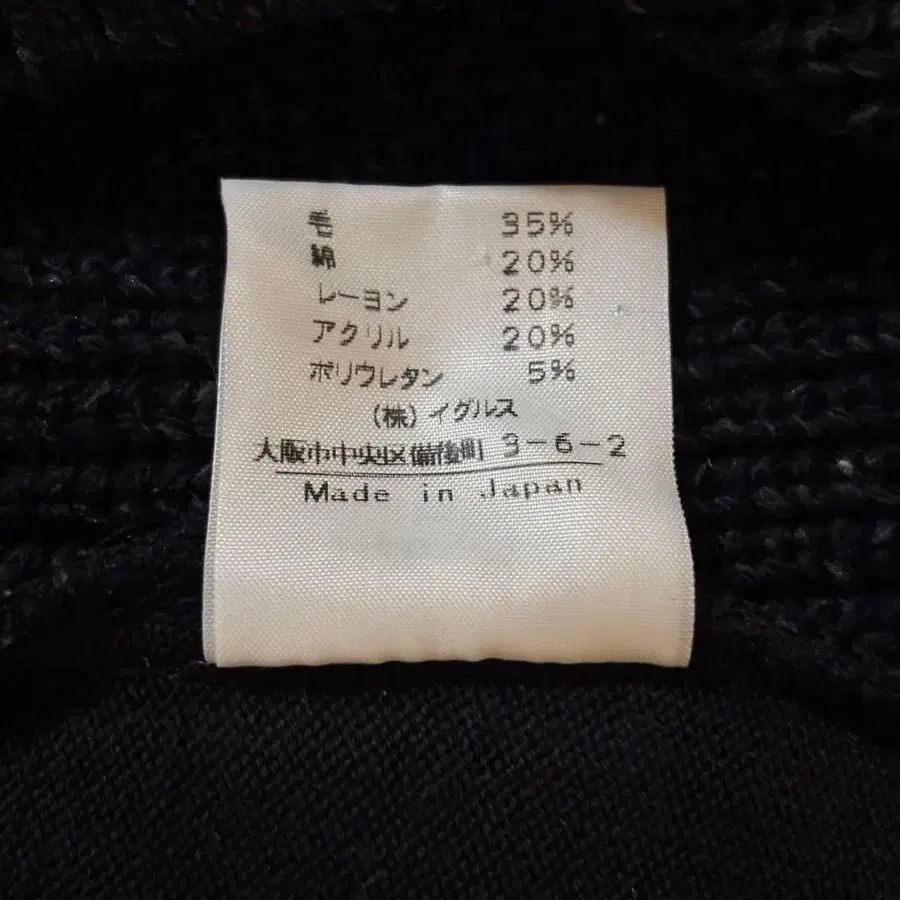 毛 35%
綿 20%
レーヨン 20%
アクリル 20%
ポリウレタン 5%
(株)イグルス
大阪市中央区備後町 3-6-2
Made in Japan